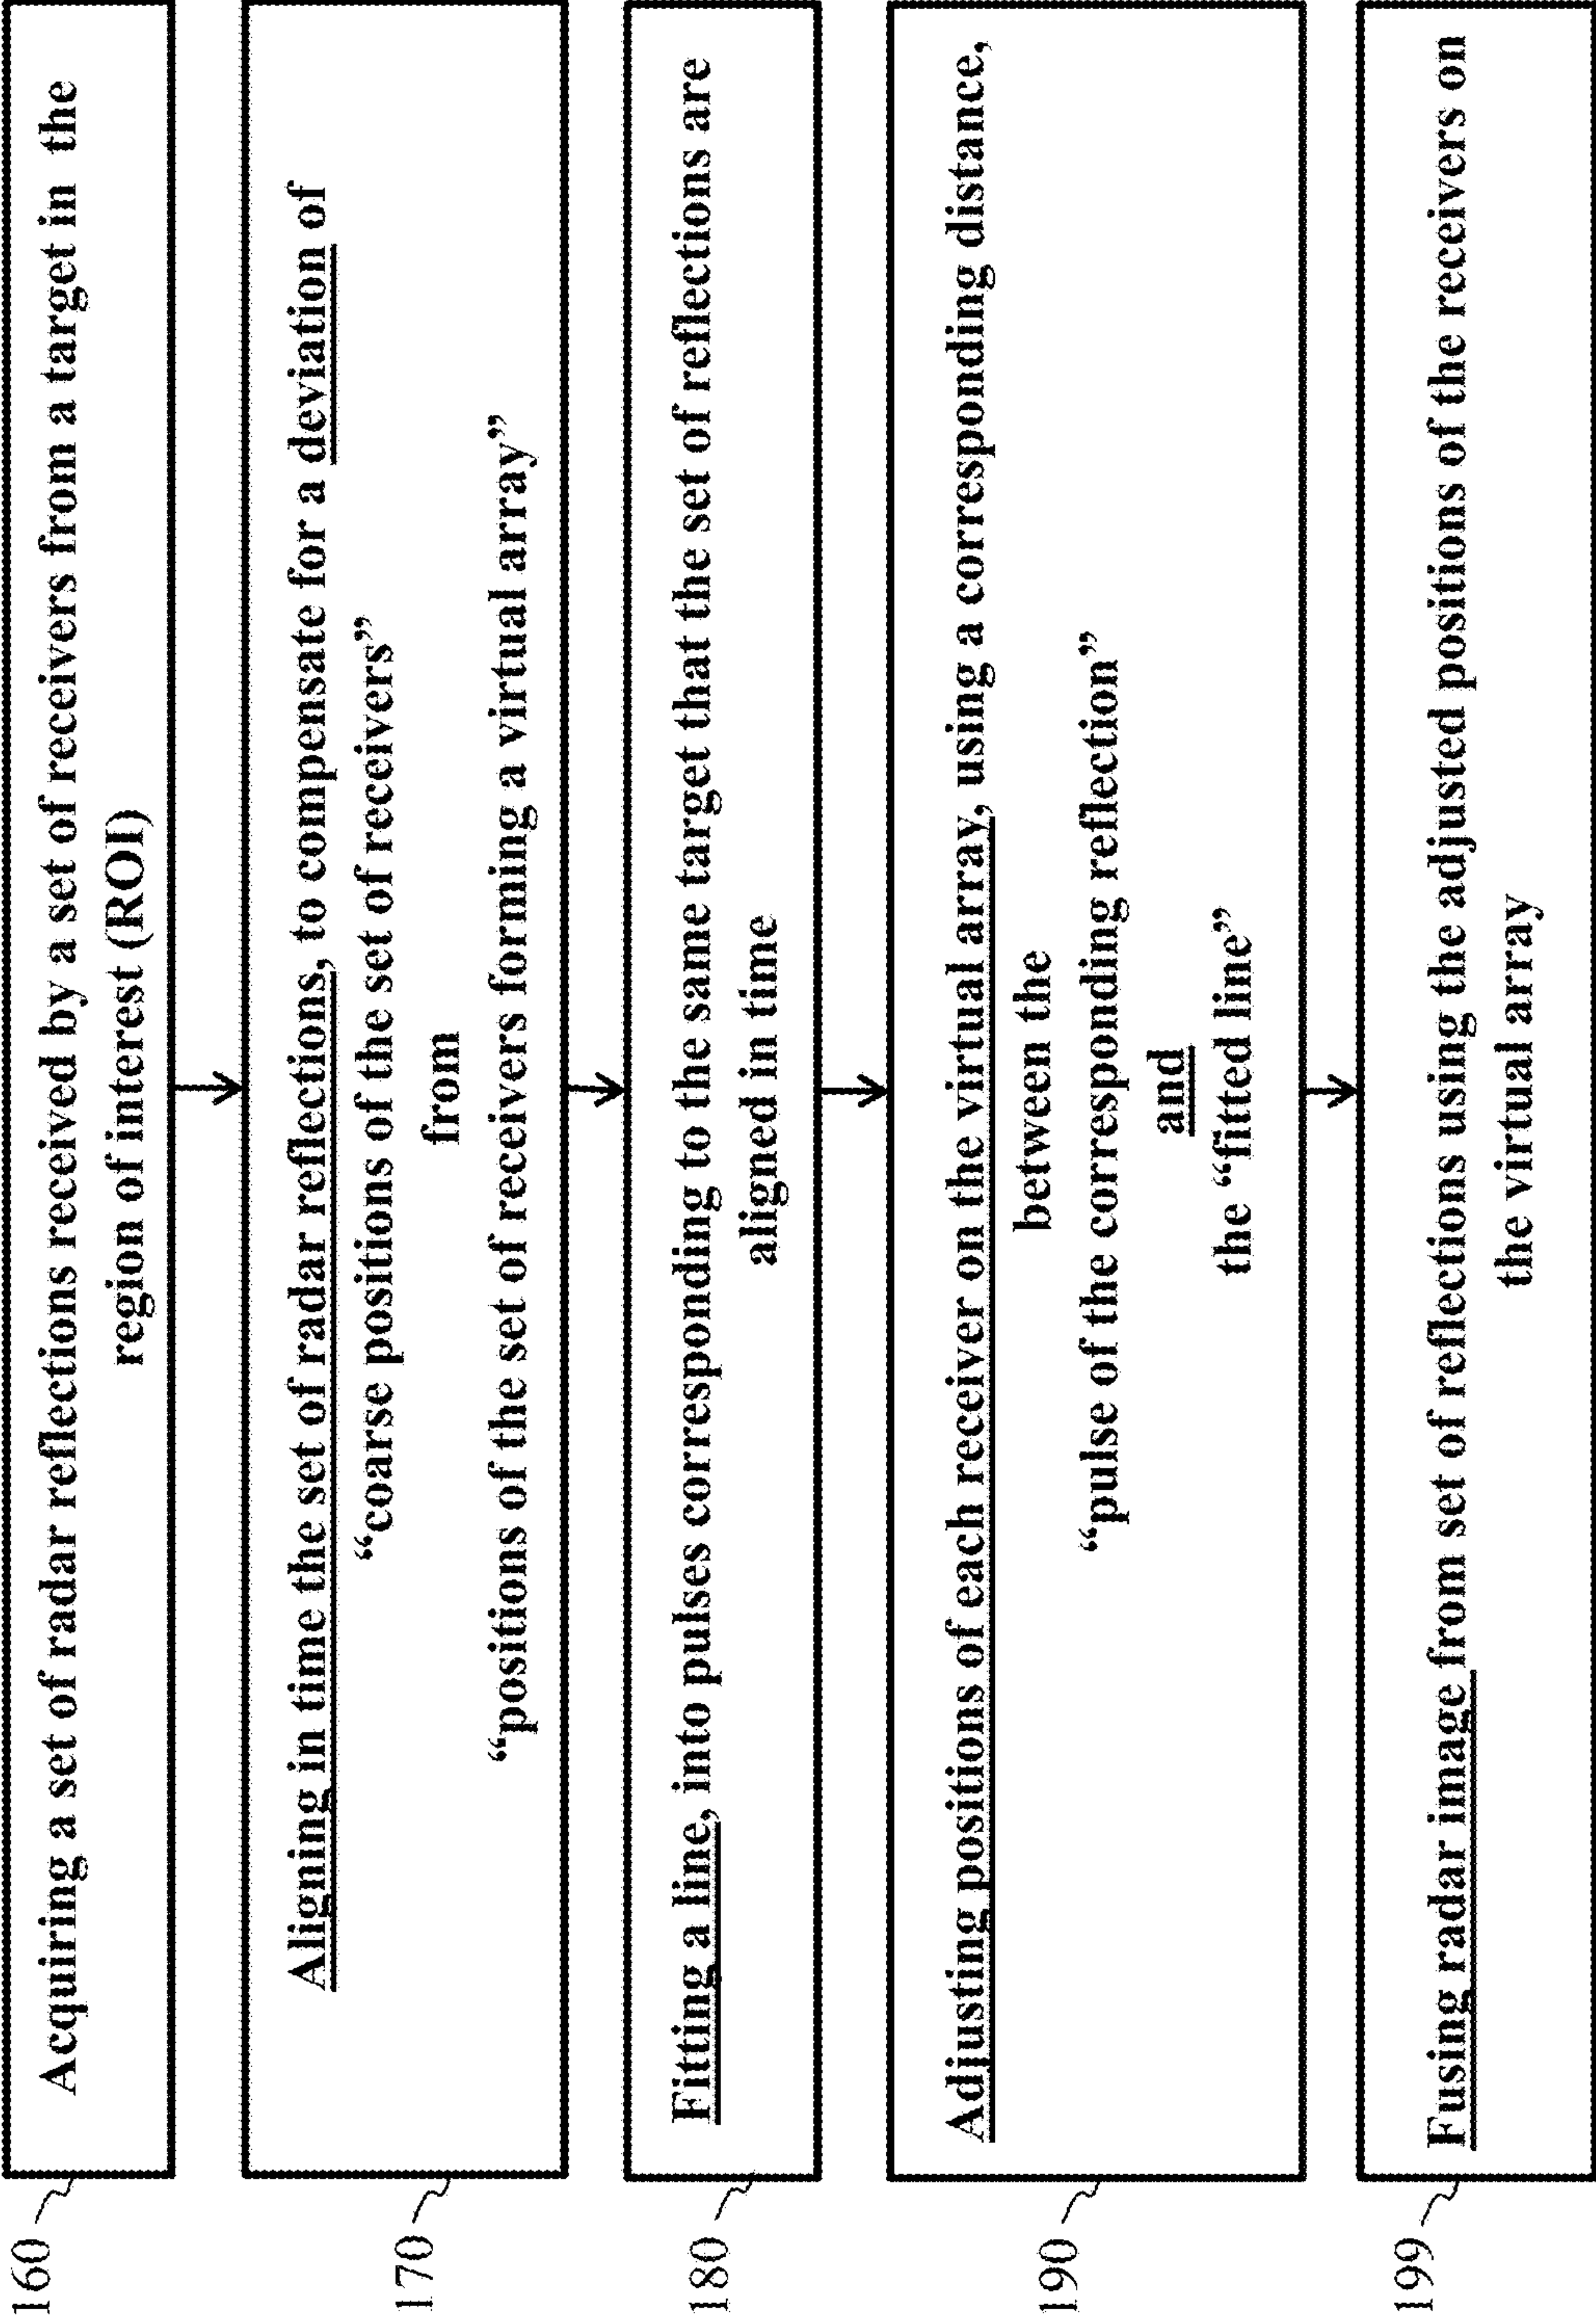 160
Acquiring a set of radar reflections received by a set of receivers from a target in the
region of interest (ROI)
170
Aligning in time the set of radar reflections, to compensate for a deviation of
“coarse positions of the set of receivers”
from
“positions of the set of receivers forming a virtual array”
180
Fitting a line, into pulses corresponding to the same target that the set of reflections are
aligned in time
190
Adjusting positions of each receiver on the virtual array, using a corresponding distance,
between the
“pulse of the corresponding reflection”
and
the “fitted line”
199
Fusing radar image from set of reflections using the adjusted positions of the receivers on
the virtual array